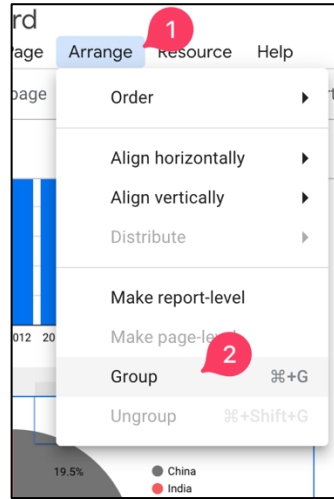 rd
age Arrange Resource Help
page Order
Align horizontally
Align vertically
Distribute
Make report-level
012 20 Make page-level
Group ⌘+G
Ungroup ⌘+Shift+G
19.5% China
India
1
2